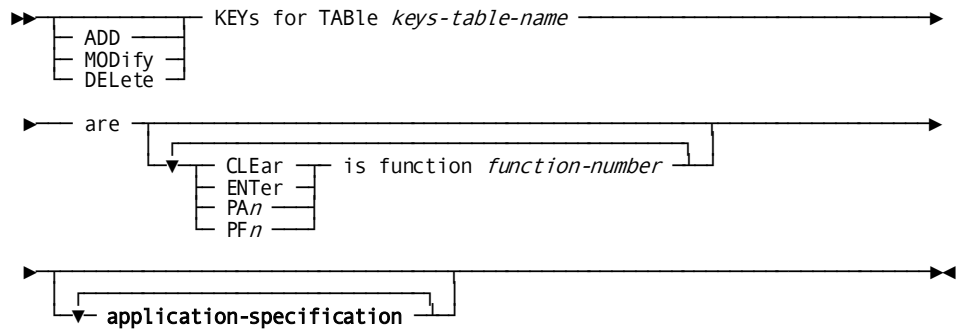 KEYs for TABle keys-table-name
ADD
MODify
DELete
are
CLEar is function function-number
ENTer
PAn
PFn
application-specification